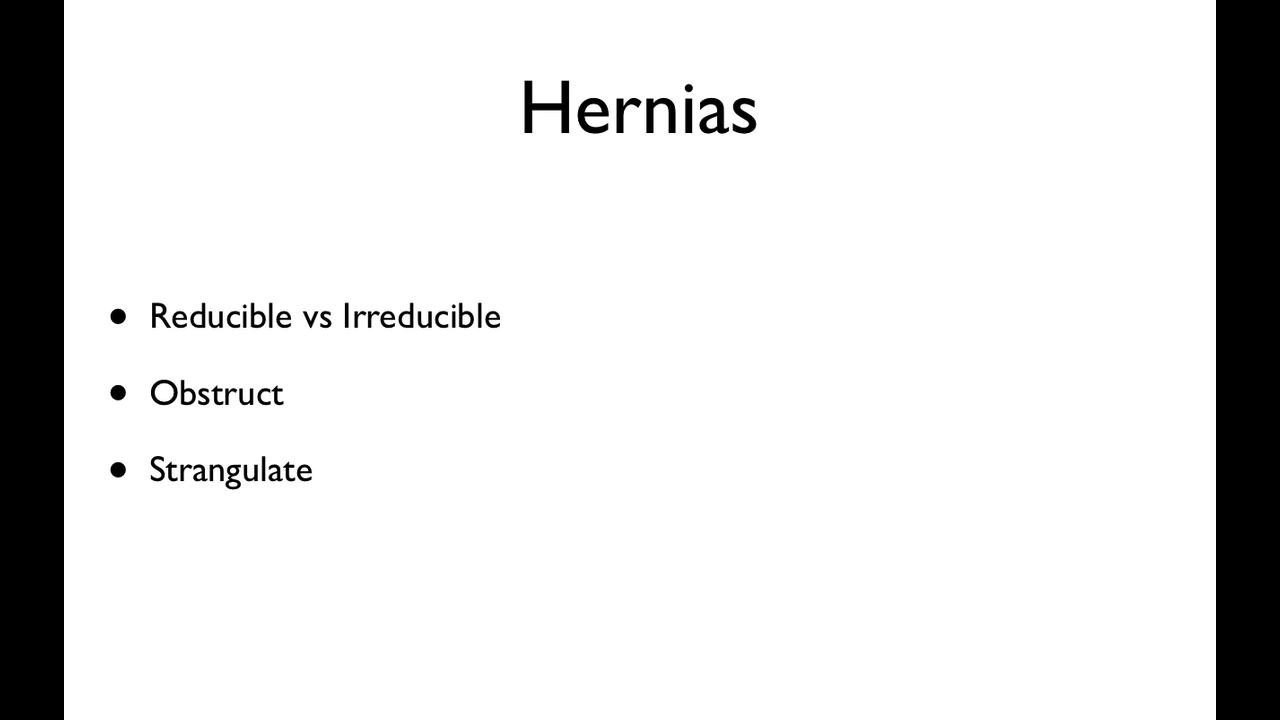 Hernias
• Reducible vs Irreducible
• Obstruct
• Strangulate